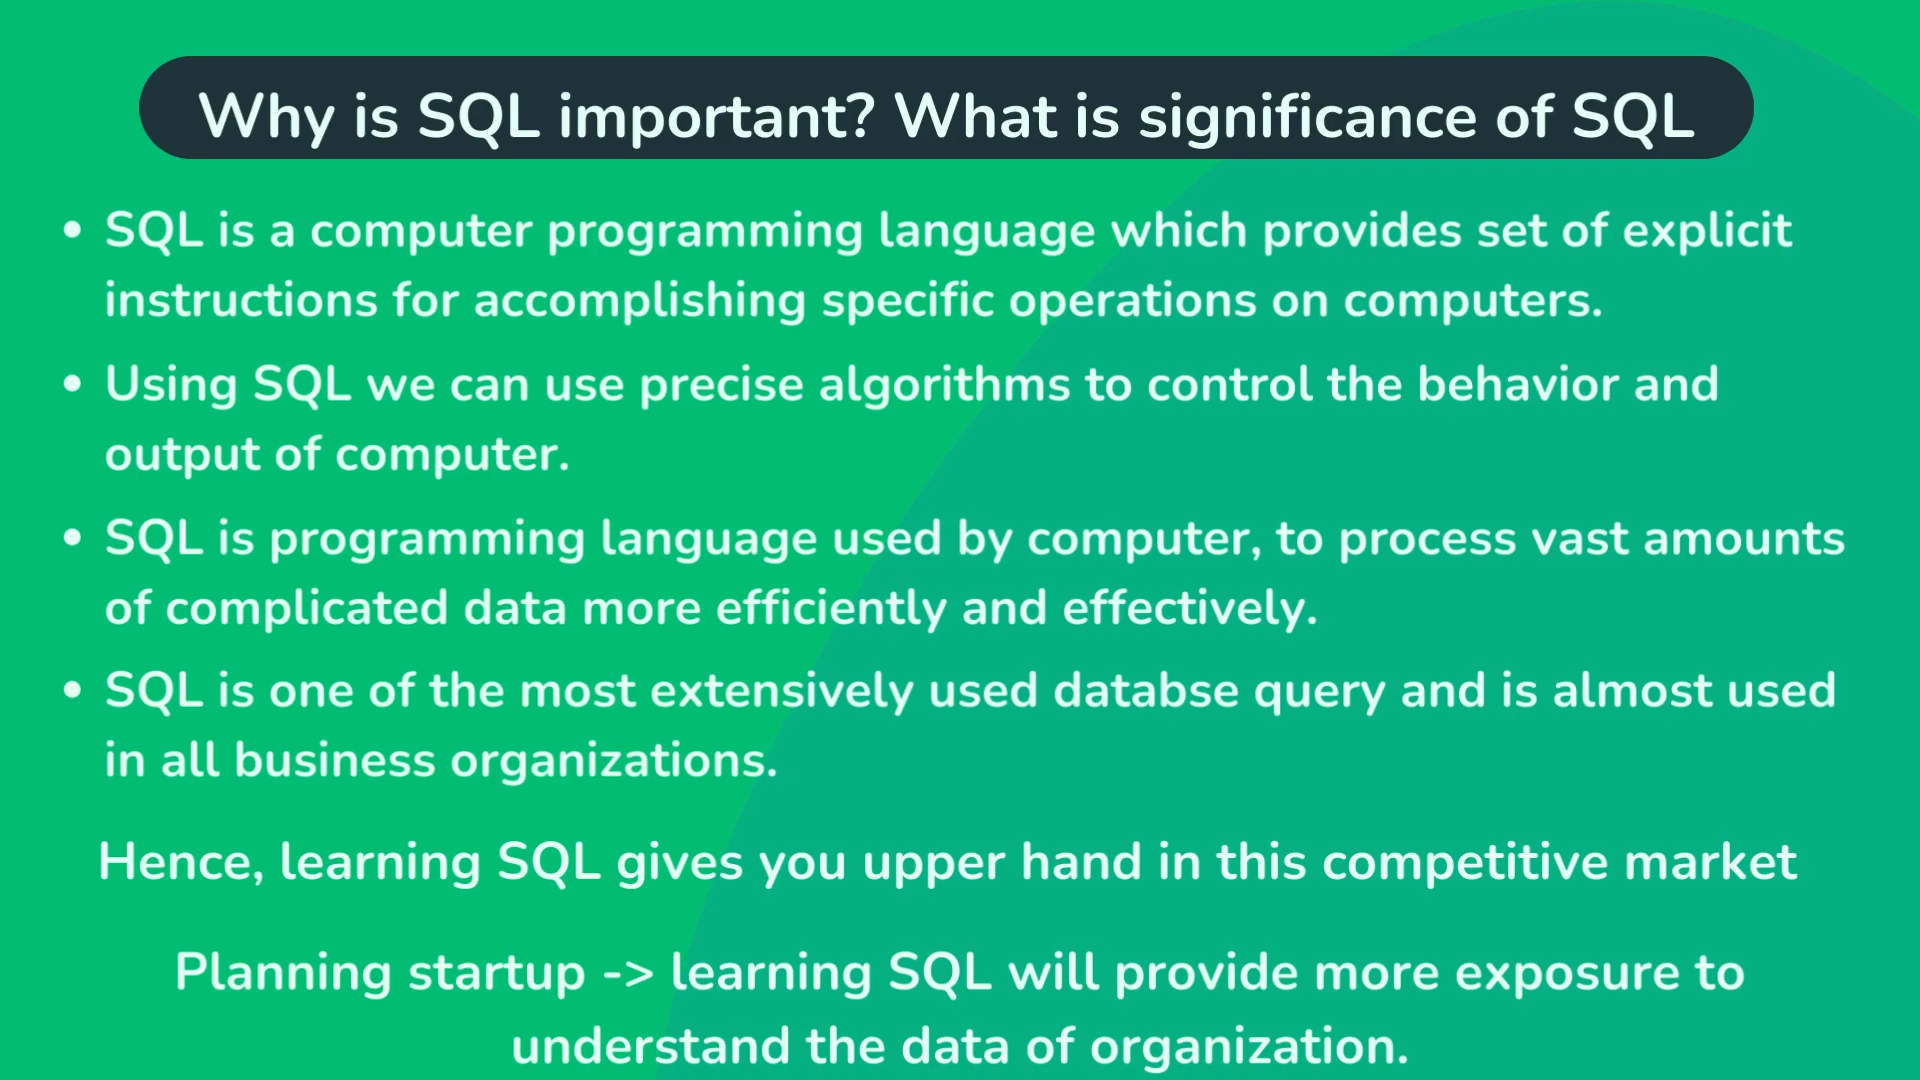 Why is SQL important? What is significance of SQL
• SQL is a computer programming language which provides set of explicit
instructions for accomplishing specific operations on computers.
• Using SQL we can use precise algorithms to control the behavior and
output of computer.
• SQL is programming language used by computer, to process vast amounts
of complicated data more efficiently and effectively.
• SQL is one of the most extensively used databse query and is almost used
in all business organizations.
Hence, learning SQL gives you upper hand in this competitive market
Planning startup -> learning SQL will provide more exposure to
understand the data of organization.